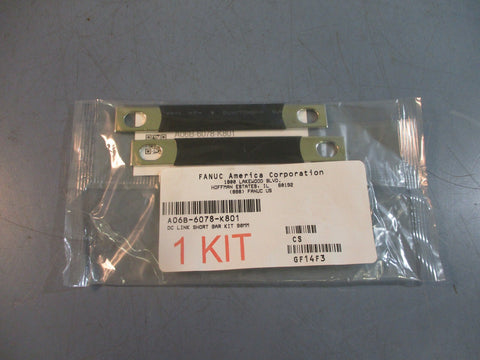 A06B-6078-K801
FANUC America Corporation
1800 LAKEWOOD BLVD.
HOFFMAN ESTATES, IL 60192
(888) FANUC US
A06B-6078-K801
DC LINK SHORT BAR KIT 90MM
1 KIT
CS
GF14F3